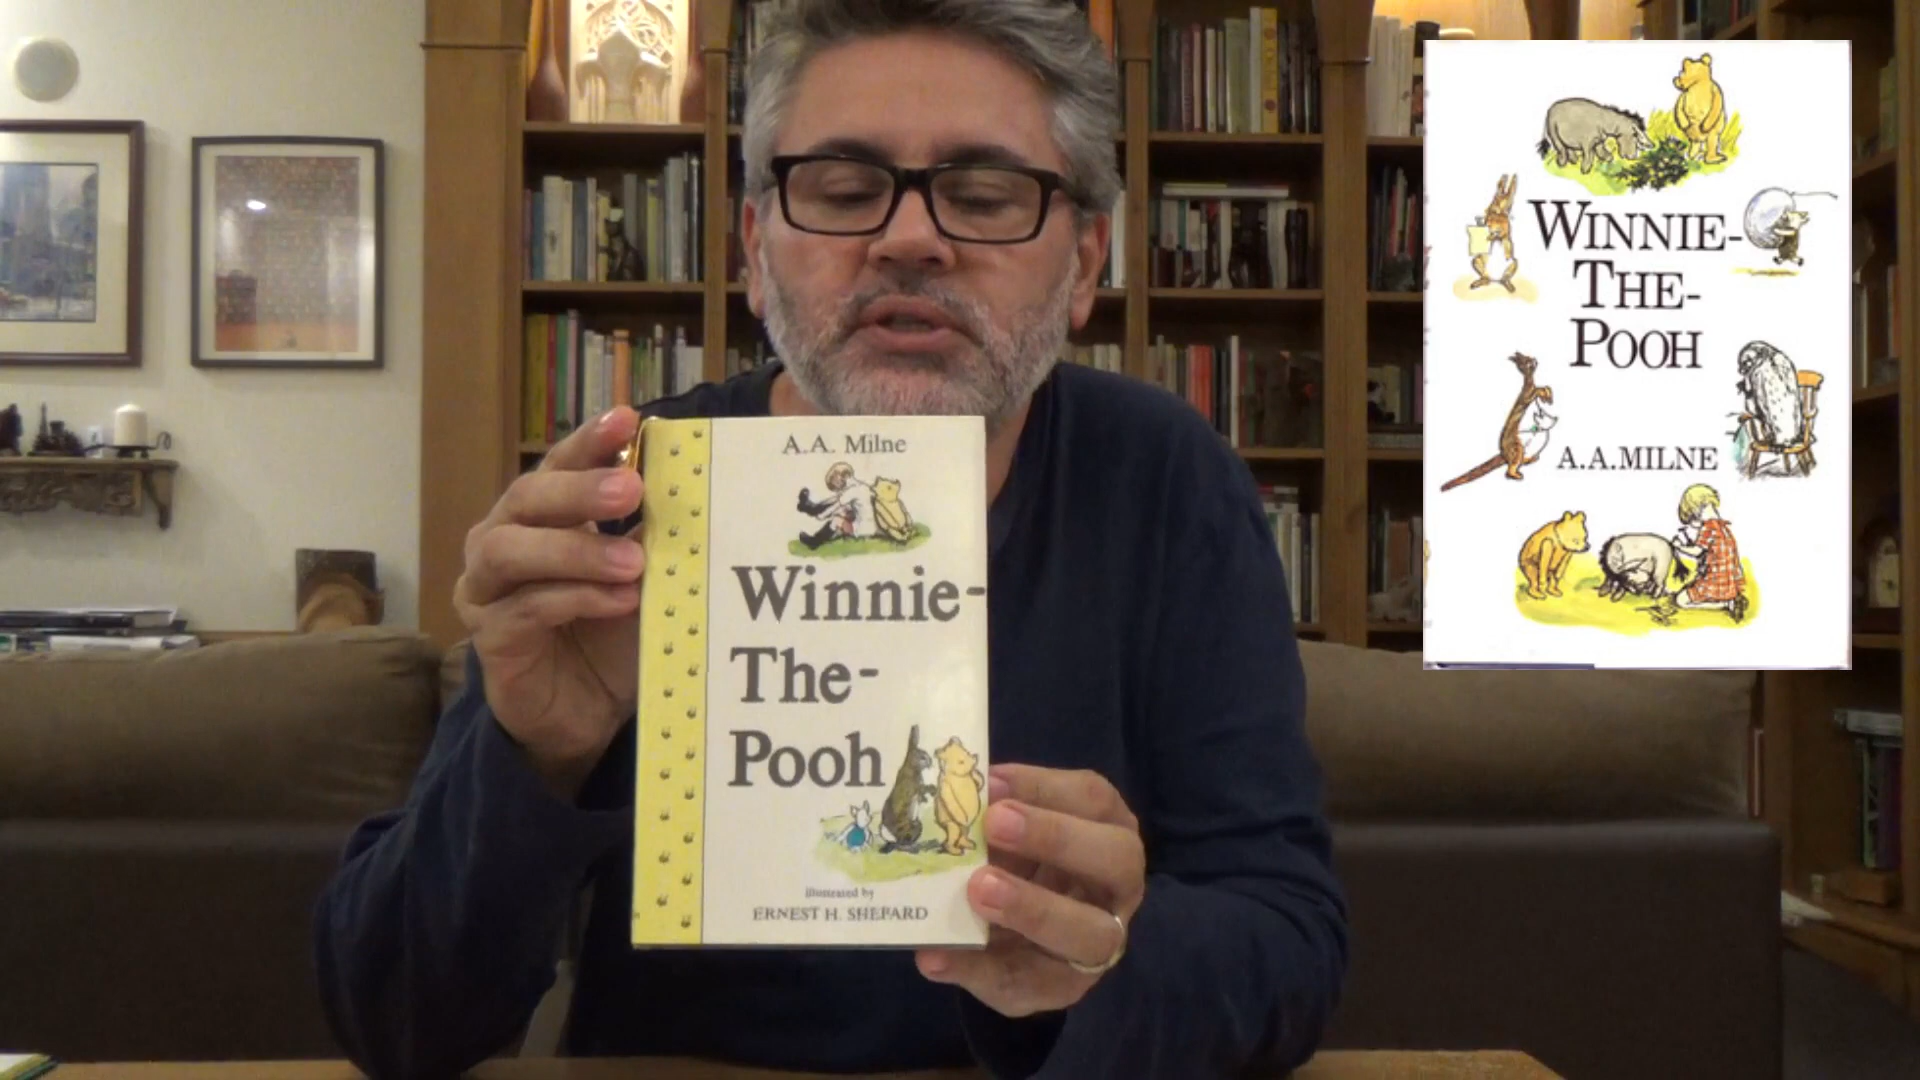 A.A. Milne
Winnie-
The-
Pooh
illustrated by
ERNEST H. SHEPARD
WINNIE-
THE-
POOH
A.A.MILNE